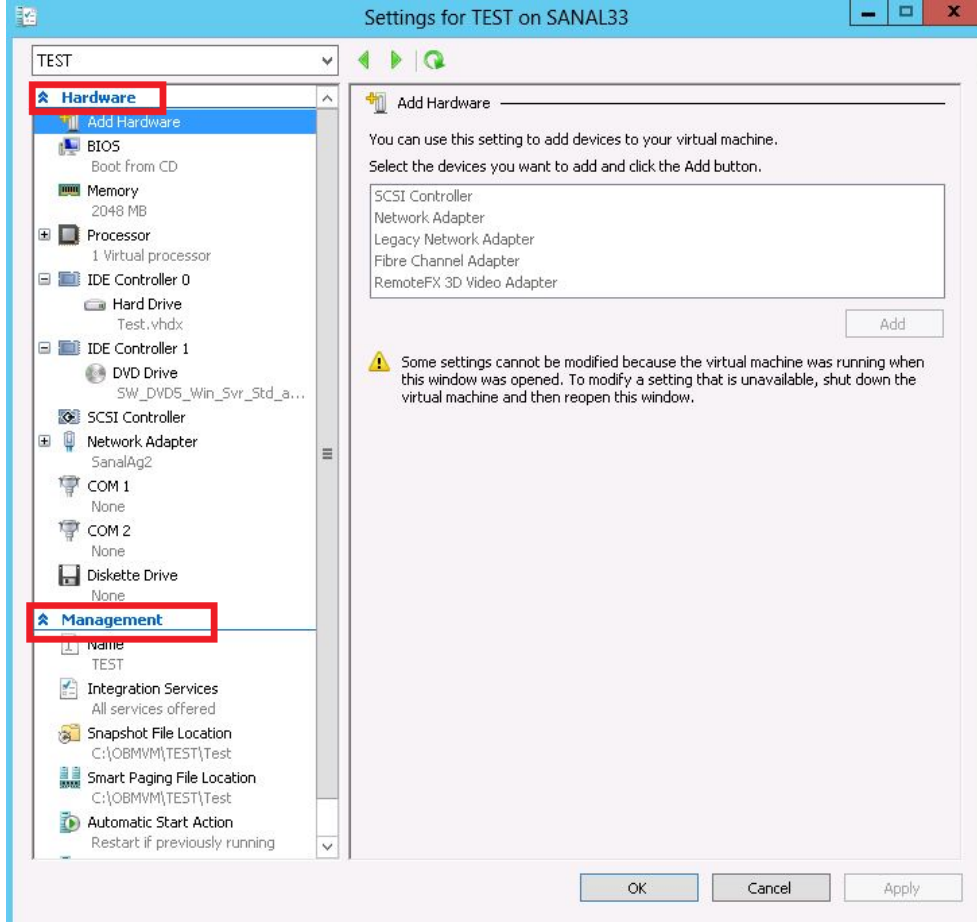 Settings for TEST on SANAL33
TEST
Hardware
Add Hardware
BIOS
Boot from CD
Memory
2048 MB
Processor
1 Virtual processor
IDE Controller 0
Hard Drive
Test.vhdx
IDE Controller 1
DVD Drive
SW_DVD5_Win_Svr_Std_a...
SCSI Controller
Network Adapter
SanalAg2
COM 1
None
COM 2
None
Diskette Drive
None
Management
Name
TEST
Integration Services
All services offered
Snapshot File Location
C:\OBMVM\TEST\Test
Smart Paging File Location
C:\OBMVM\TEST\Test
Automatic Start Action
Restart if previously running
Add Hardware
You can use this setting to add devices to your virtual machine.
Select the devices you want to add and click the Add button.
SCSI Controller
Network Adapter
Legacy Network Adapter
Fibre Channel Adapter
RemoteFX 3D Video Adapter
Add
Some settings cannot be modified because the virtual machine was running when
this window was opened. To modify a setting that is unavailable, shut down the
virtual machine and then reopen this window.
OK
Cancel
Apply